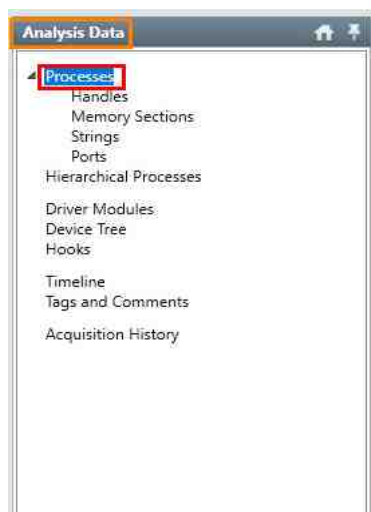 Analysis Data
Processes
Handles
Memory Sections
Strings
Ports
Hierarchical Processes
Driver Modules
Device Tree
Hooks
Timeline
Tags and Comments
Acquisition History